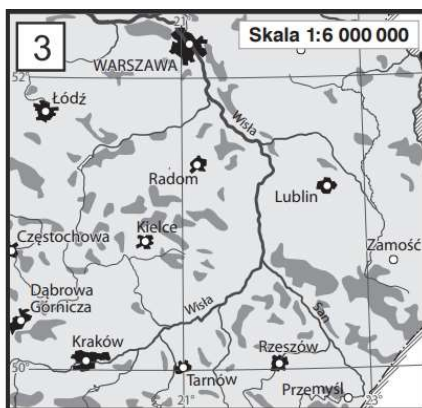 3
21°
Skala 1:6 000 000
WARSZAWA
52
Łódź
Wisła
Radom
Lublin
Częstochowa
Kielce
Zamość
Dąbrowa
Górnicza
Wisła
San
Kraków
Rzeszów
50
Tarnów
Przemyśl
21°
23°